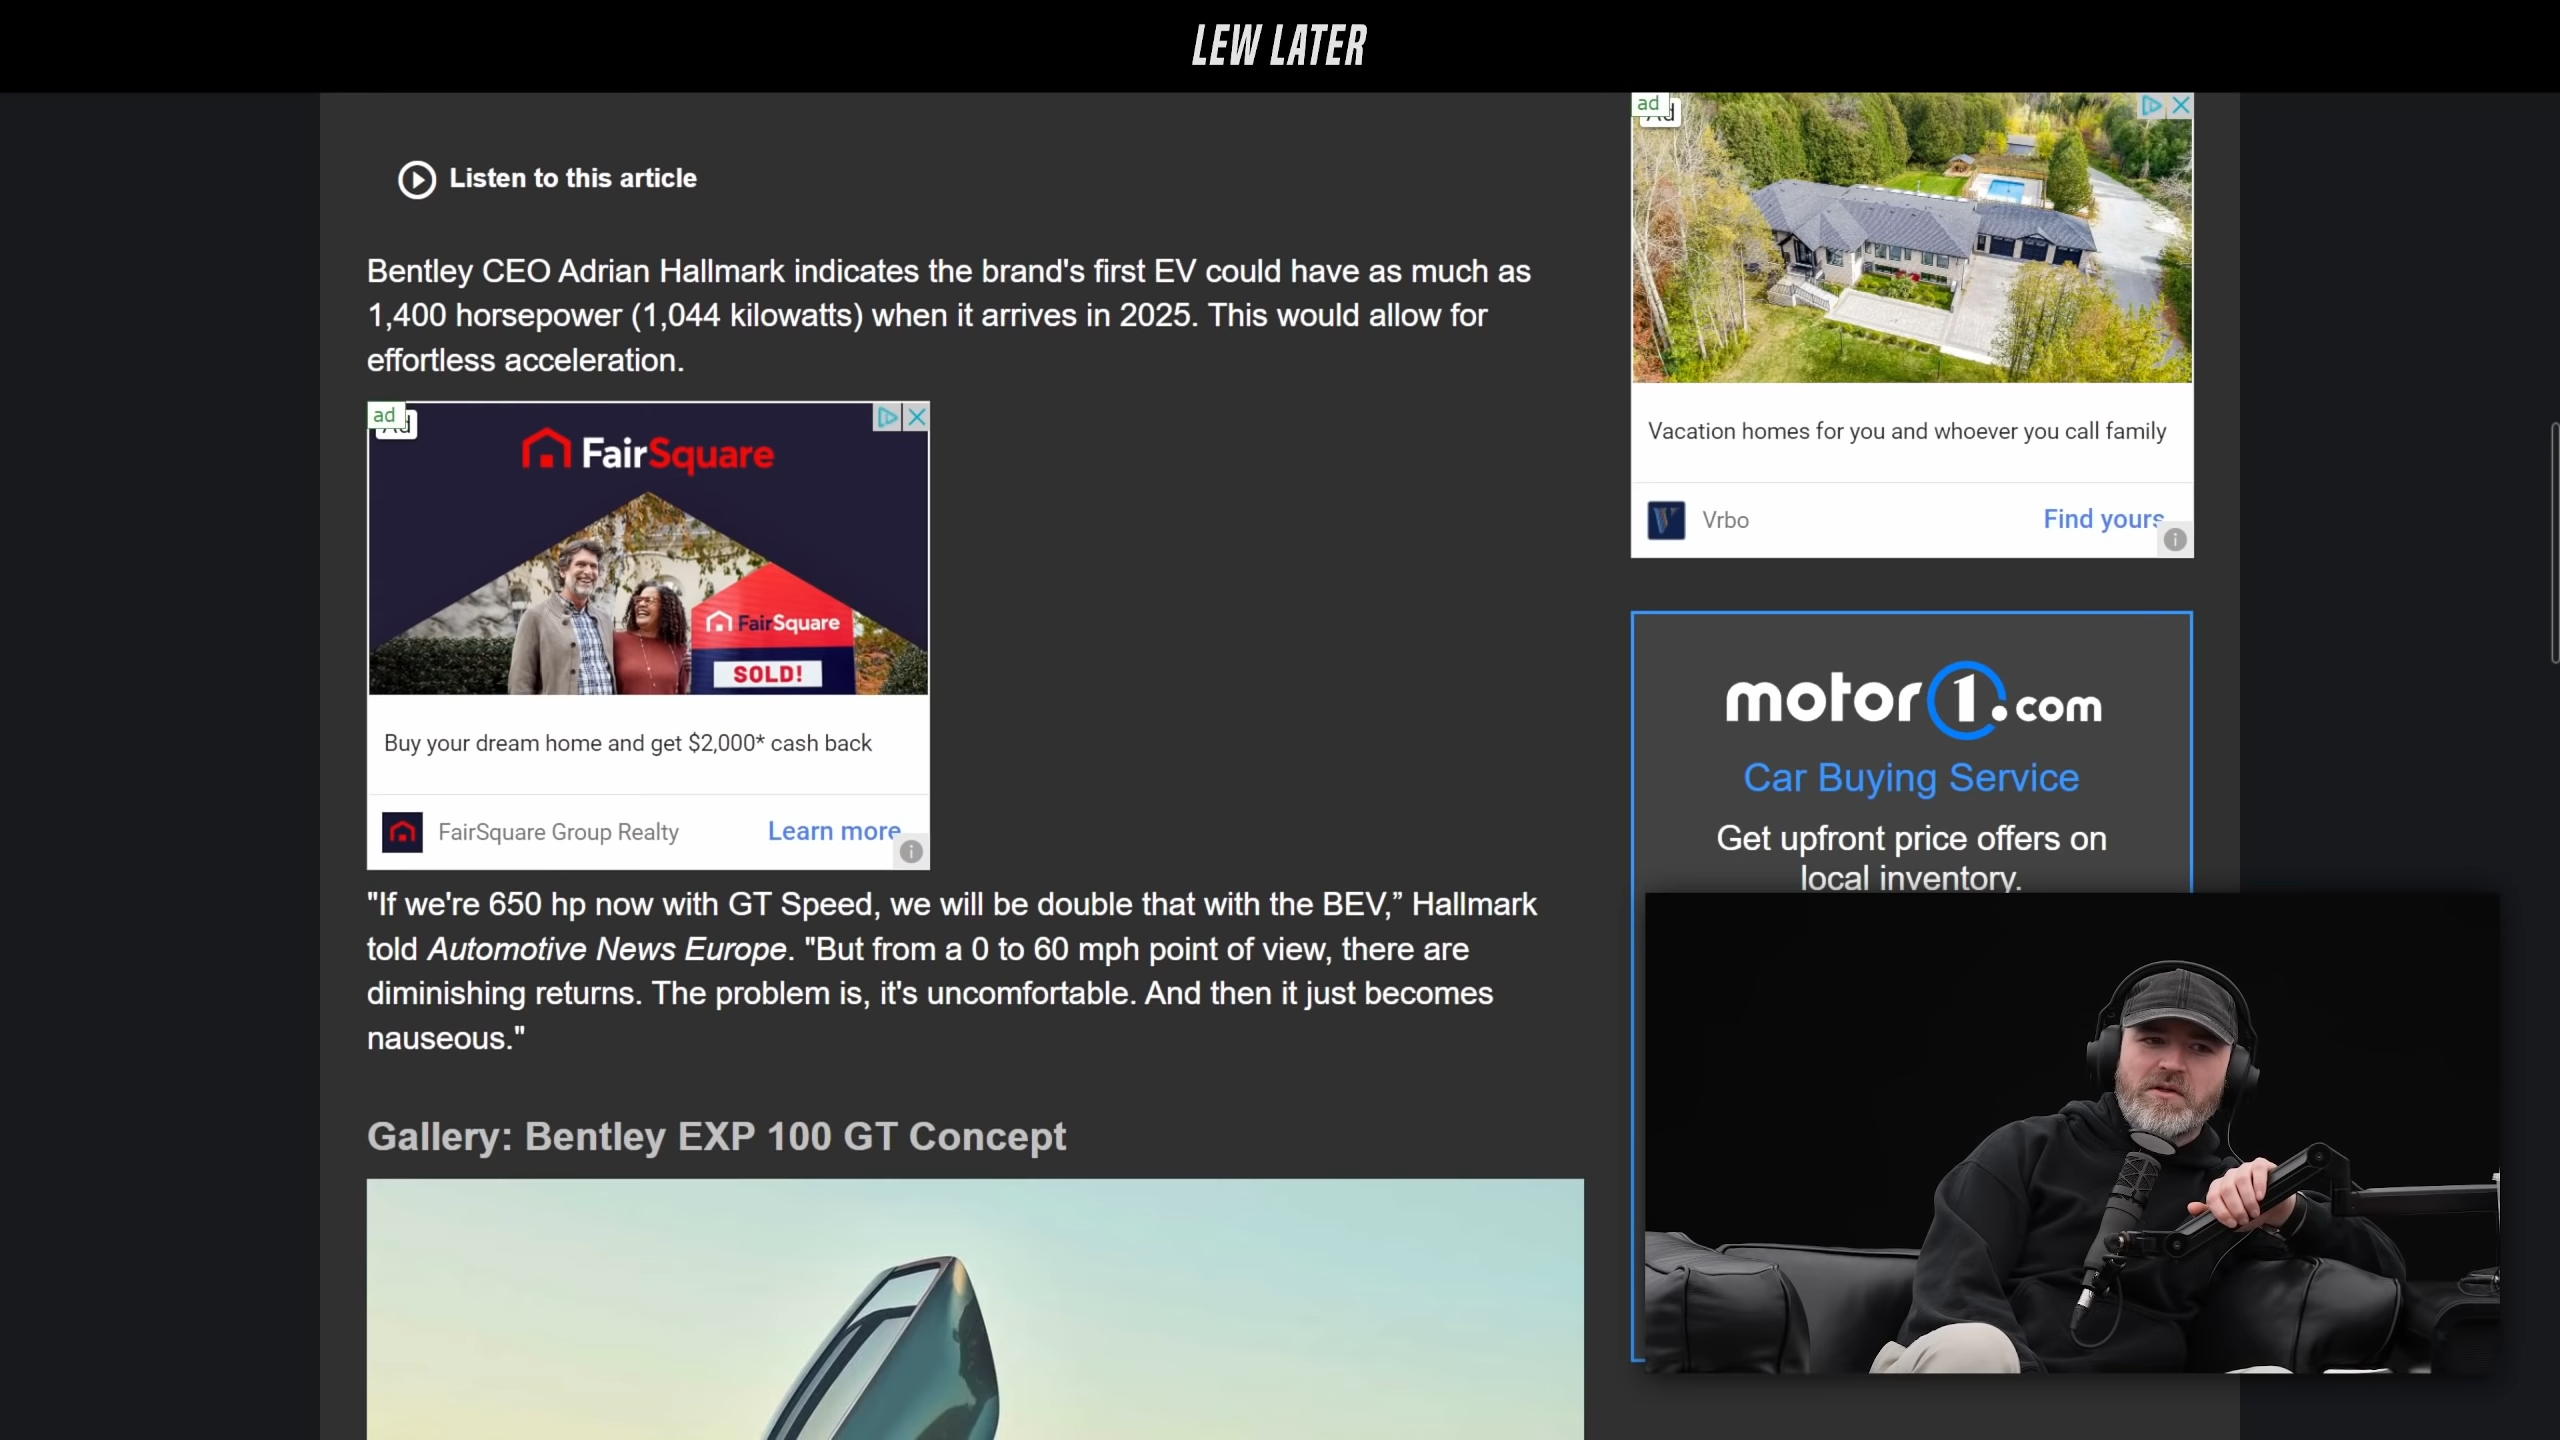 LEW LATER
Listen to this article
Bentley CEO Adrian Hallmark indicates the brand's first EV could have as much as
1,400 horsepower (1,044 kilowatts) when it arrives in 2025. This would allow for
effortless acceleration.
ad
Ad
FairSquare
FairSquare
SOLD!
Buy your dream home and get $2,000* cash back
FairSquare Group Realty
Learn more
"If we're 650 hp now with GT Speed, we will be double that with the BEV,” Hallmark
told Automotive News Europe. "But from a 0 to 60 mph point of view, there are
diminishing returns. The problem is, it's uncomfortable. And then it just becomes
nauseous."
Gallery: Bentley EXP 100 GT Concept
ad
Ad
Vacation homes for you and whoever you call family
Vrbo
Find yours
motor1.com
Car Buying Service
Get upfront price offers on
local inventory.